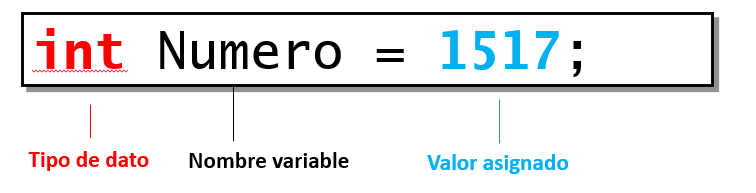 int Numero = 1517;
Tipo de dato Nombre variable Valor asignado